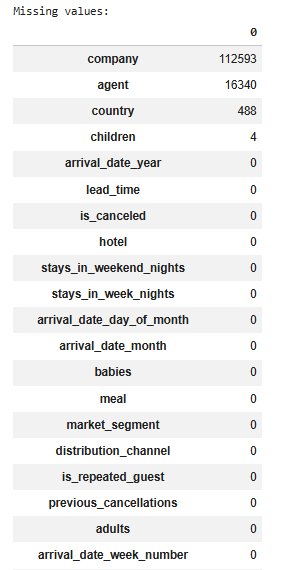 Missing values:
0
company 112593
agent 16340
country 488
children 4
arrival_date_year 0
lead_time 0
is_canceled 0
hotel 0
stays_in_weekend_nights 0
stays_in_week_nights 0
arrival_date_day_of_month 0
arrival_date_month 0
babies 0
meal 0
market_segment 0
distribution_channel 0
is_repeated_guest 0
previous_cancellations 0
adults 0
arrival_date_week_number 0